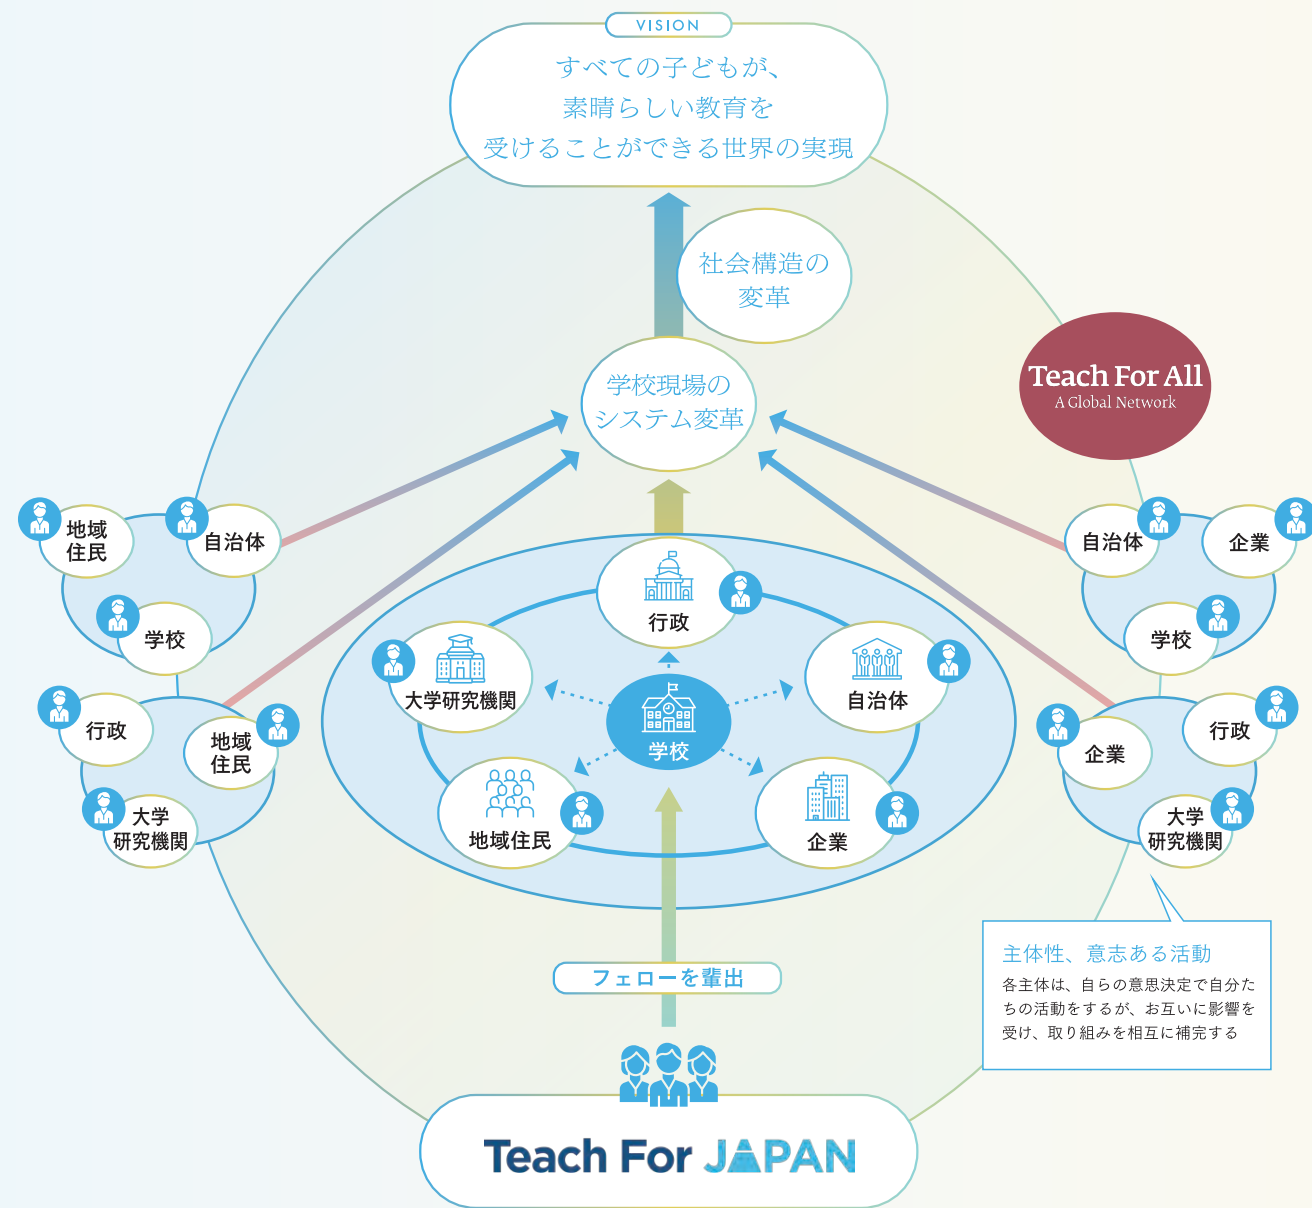 VISION
すべての子どもが、
素晴らしい教育を
受けることができる世界の実現
社会構造の
変革
学校現場の
システム変革
Teach For All
A Global Network
地域
住民
自治体
学校
自治体
企業
学校
行政
大学研究機関
自治体
学校
地域住民
企業
行政
地域
住民
大学
研究機関
企業
行政
大学
研究機関
フェローを輩出
主体性、意志ある活動
各主体は、自らの意思決定で自分た
ちの活動をするが、お互いに影響を
受け、取り組みを相互に補完する
Teach For JAPAN